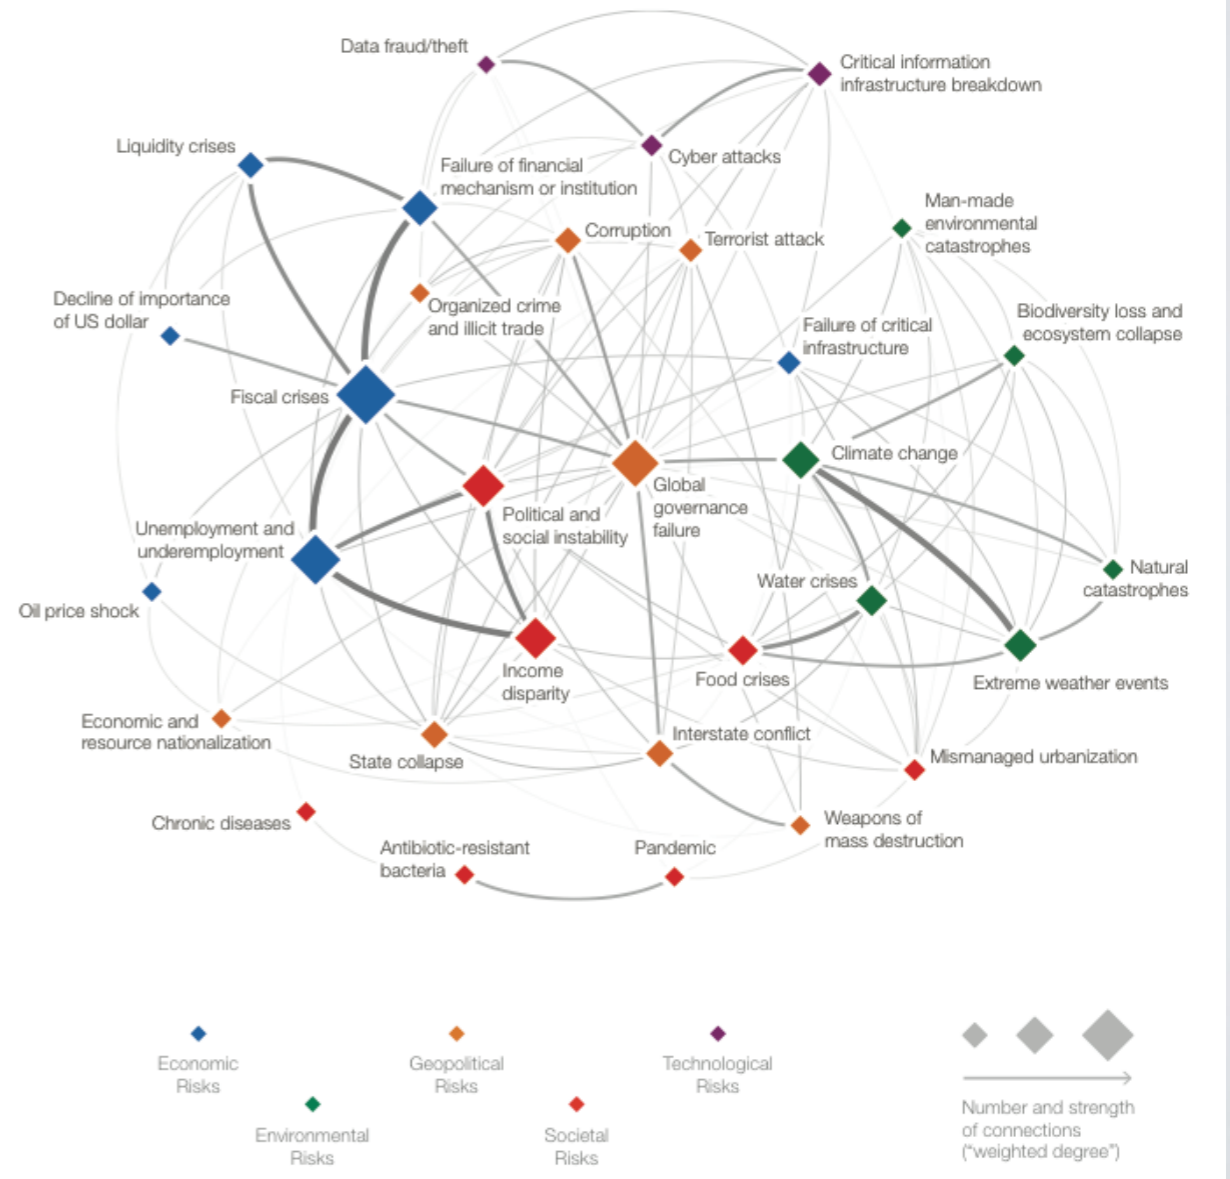 Data fraud/theft
Critical information
infrastructure breakdown
Liquidity crises
Cyber attacks
Failure of financial
mechanism or institution
Man-made
environmental
catastrophes
Corruption
Terrorist attack
Decline of importance
of US dollar
Organized crime
and illicit trade
Biodiversity loss and
ecosystem collapse
Failure of critical
infrastructure
Fiscal crises
Climate change
Global
governance
failure
Political and
social instability
Unemployment and
underemployment
Water crises
Natural
catastrophes
Oil price shock
Income
disparity
Food crises
Extreme weather events
Economic and
resource nationalization
State collapse
Interstate conflict
Mismanaged urbanization
Chronic diseases
Weapons of
mass destruction
Antibiotic-resistant
bacteria
Pandemic
Economic
Risks
Geopolitical
Risks
Technological
Risks
Environmental
Risks
Societal
Risks
Number and strength
of connections
(“weighted degree”)